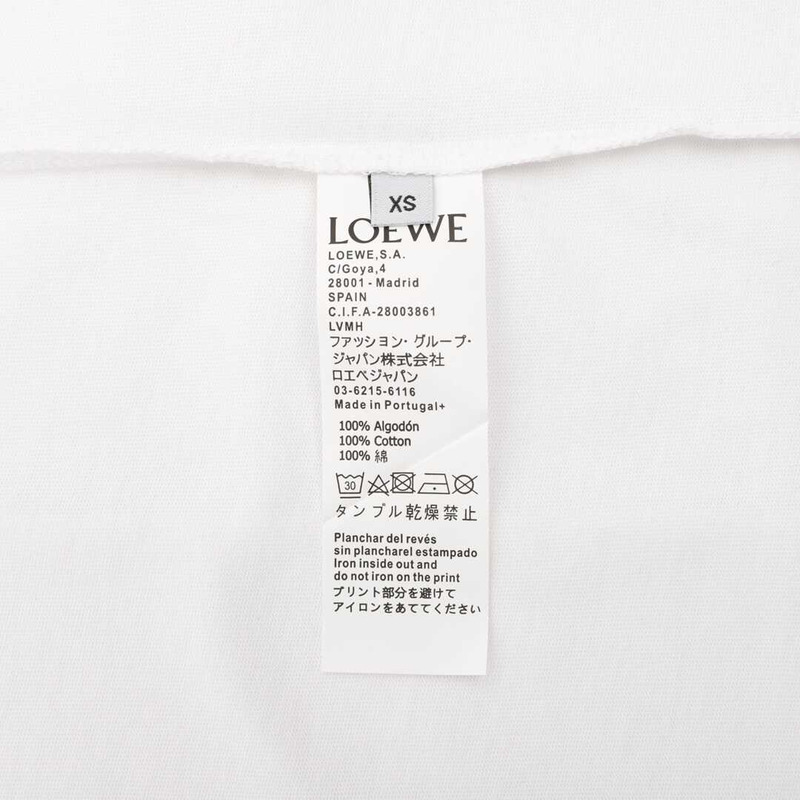 XS
LOEWE
LOEWE,S.A.
C/Goya,4
28001 - Madrid
SPAIN
C.I.F.A-28003861
LVMH
ファッション・グループ・
ジャパン株式会社
ロエベジャパン
03-6215-6116
Made in Portugal+
100% Algodón
100% Cotton
100% 綿
30
タンブル乾燥禁止
Planchar del revés
sin plancharel estampado
Iron inside out and
do not iron on the print
プリント部分を避けて
アイロンをあててください